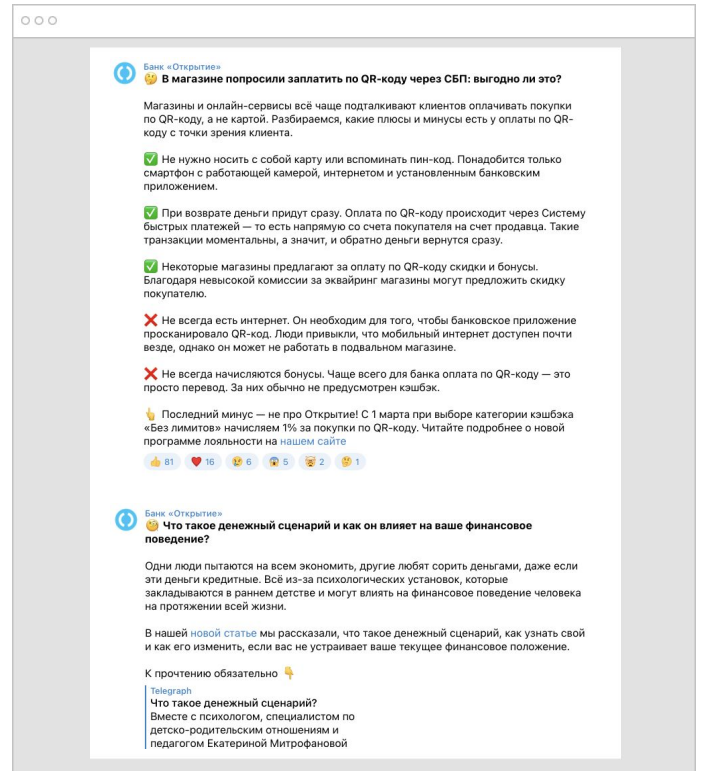 Банк «Открытие»
🤔 В магазине попросили заплатить по QR-коду через СБП: выгодно ли это?
Магазины и онлайн-сервисы всё чаще подталкивают клиентов оплачивать покупки
по QR-коду, а не картой. Разбираемся, какие плюсы и минусы есть у оплаты по QR-
коду с точки зрения клиента.
✅ Не нужно носить с собой карту или вспоминать пин-код. Понадобится только
смартфон с работающей камерой, интернетом и установленным банковским
приложением.
✅ При возврате деньги придут сразу. Оплата по QR-коду происходит через Систему
быстрых платежей — то есть напрямую со счета покупателя на счет продавца. Такие
транзакции моментальны, а значит, и обратно деньги вернутся сразу.
✅ Некоторые магазины предлагают за оплату по QR-коду скидки и бонусы.
Благодаря невысокой комиссии за эквайринг магазины могут предложить скидку
покупателю.
❌ Не всегда есть интернет. Он необходим для того, чтобы банковское приложение
просканировало QR-код. Люди привыкли, что мобильный интернет доступен почти
везде, однако он может не работать в подвальном магазине.
❌ Не всегда начисляются бонусы. Чаще всего для банка оплата по QR-коду — это
просто перевод. За них обычно не предусмотрен кэшбэк.
👆 Последний минус — не про Открытие! С 1 марта при выборе категории кэшбэка
«Без лимитов» начисляем 1% за покупки по QR-коду. Читайте подробнее о новой
программе лояльности на нашем сайте
👍 81 ❤️ 16 😢 6 😱 5 🤯 2 🤔 1
Банк «Открытие»
🧐 Что такое денежный сценарий и как он влияет на ваше финансовое
поведение?
Одни люди пытаются на всем экономить, другие любят сорить деньгами, даже если
эти деньги кредитные. Всё из-за психологических установок, которые
закладываются в раннем детстве и могут влиять на финансовое поведение человека
на протяжении всей жизни.
В нашей новой статье мы рассказали, что такое денежный сценарий, как узнать свой
и как его изменить, если вас не устраивает ваше текущее финансовое положение.
К прочтению обязательно 👇
Telegraph
Что такое денежный сценарий?
Вместе с психологом, специалистом по
детско-родительским отношениям и
педагогом Екатериной Митрофановой